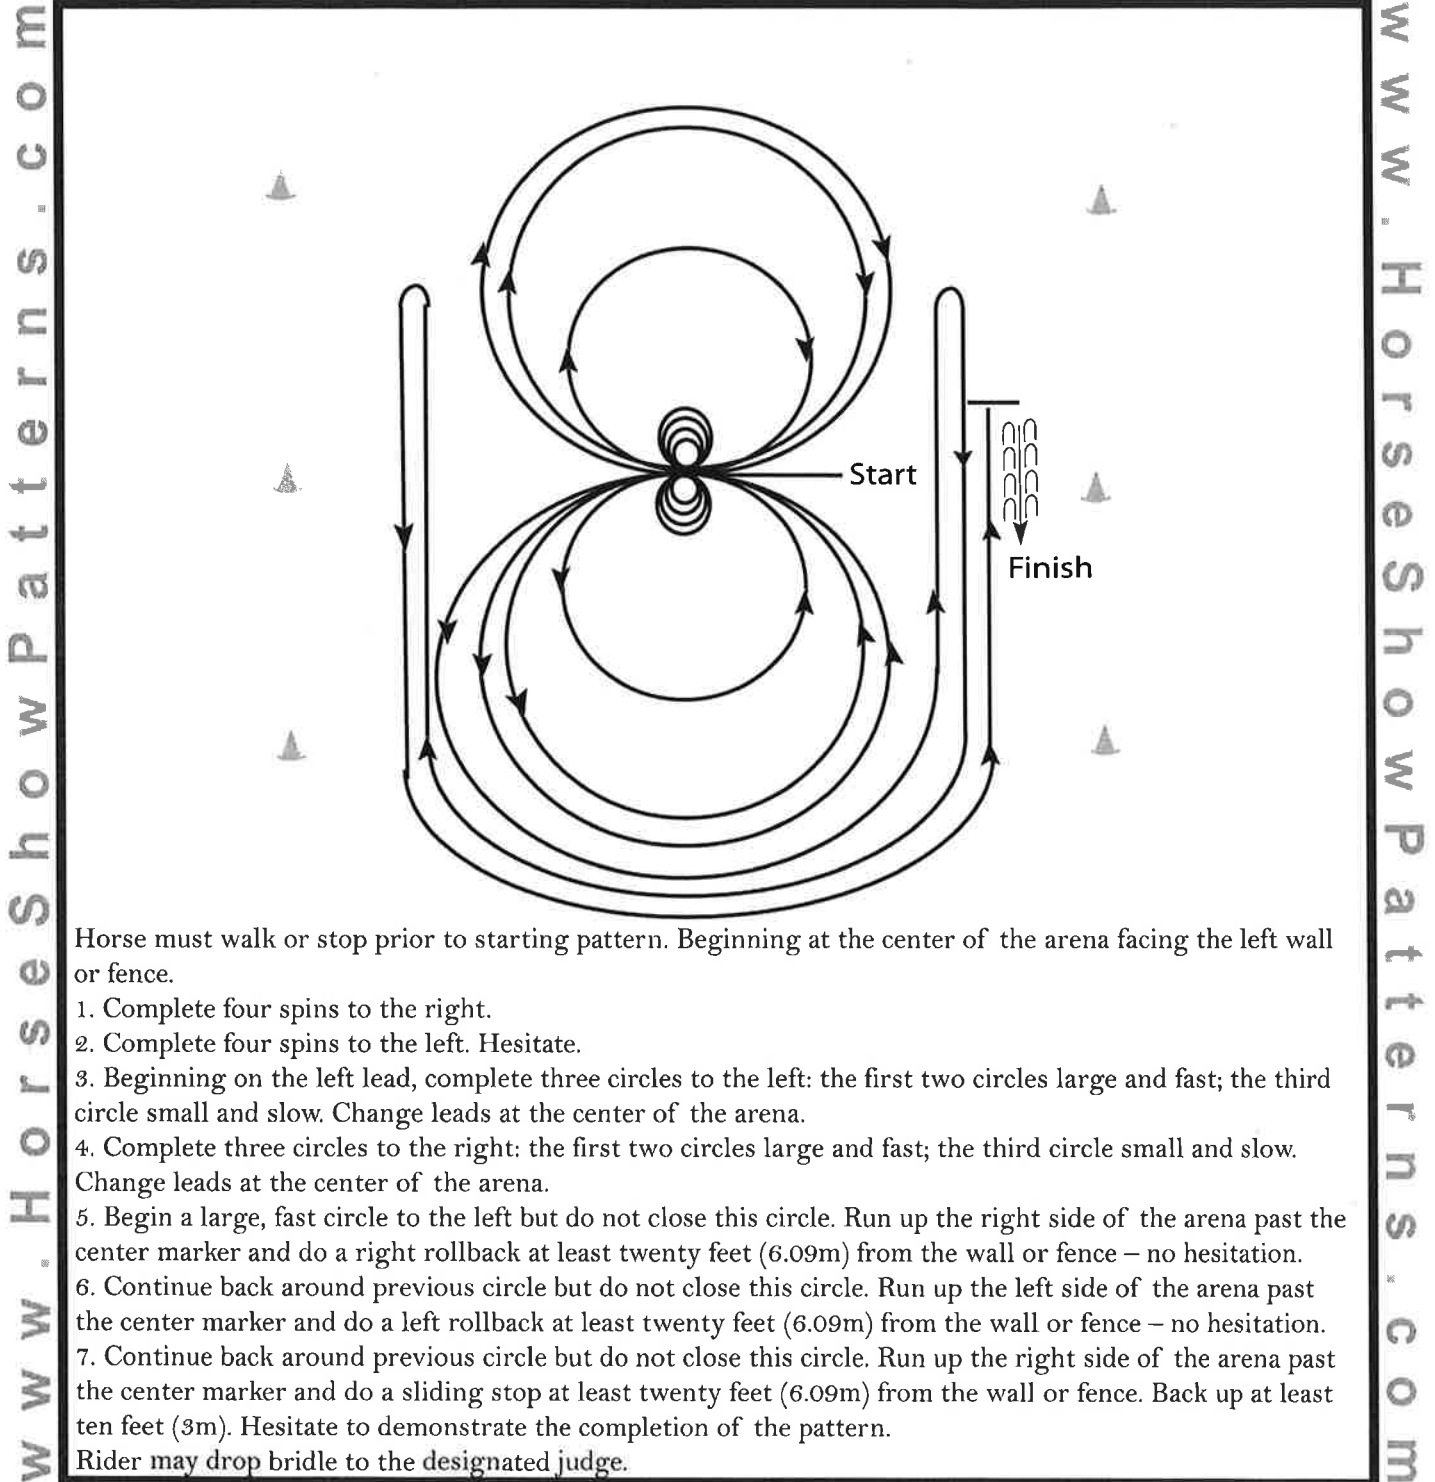 www.HorseShowPatterns.com
www.HorseShowPatterns.com
Start
Finish
Horse must walk or stop prior to starting pattern. Beginning at the center of the arena facing the left wall
or fence.
1. Complete four spins to the right.
2. Complete four spins to the left. Hesitate.
3. Beginning on the left lead, complete three circles to the left: the first two circles large and fast; the third
circle small and slow. Change leads at the center of the arena.
4. Complete three circles to the right: the first two circles large and fast; the third circle small and slow.
Change leads at the center of the arena.
5. Begin a large, fast circle to the left but do not close this circle. Run up the right side of the arena past the
center marker and do a right rollback at least twenty feet (6.09m) from the wall or fence – no hesitation.
6. Continue back around previous circle but do not close this circle. Run up the left side of the arena past
the center marker and do a left rollback at least twenty feet (6.09m) from the wall or fence – no hesitation.
7. Continue back around previous circle but do not close this circle. Run up the right side of the arena past
the center marker and do a sliding stop at least twenty feet (6.09m) from the wall or fence. Back up at least
ten feet (3m). Hesitate to demonstrate the completion of the pattern.
Rider may drop bridle to the designated judge.